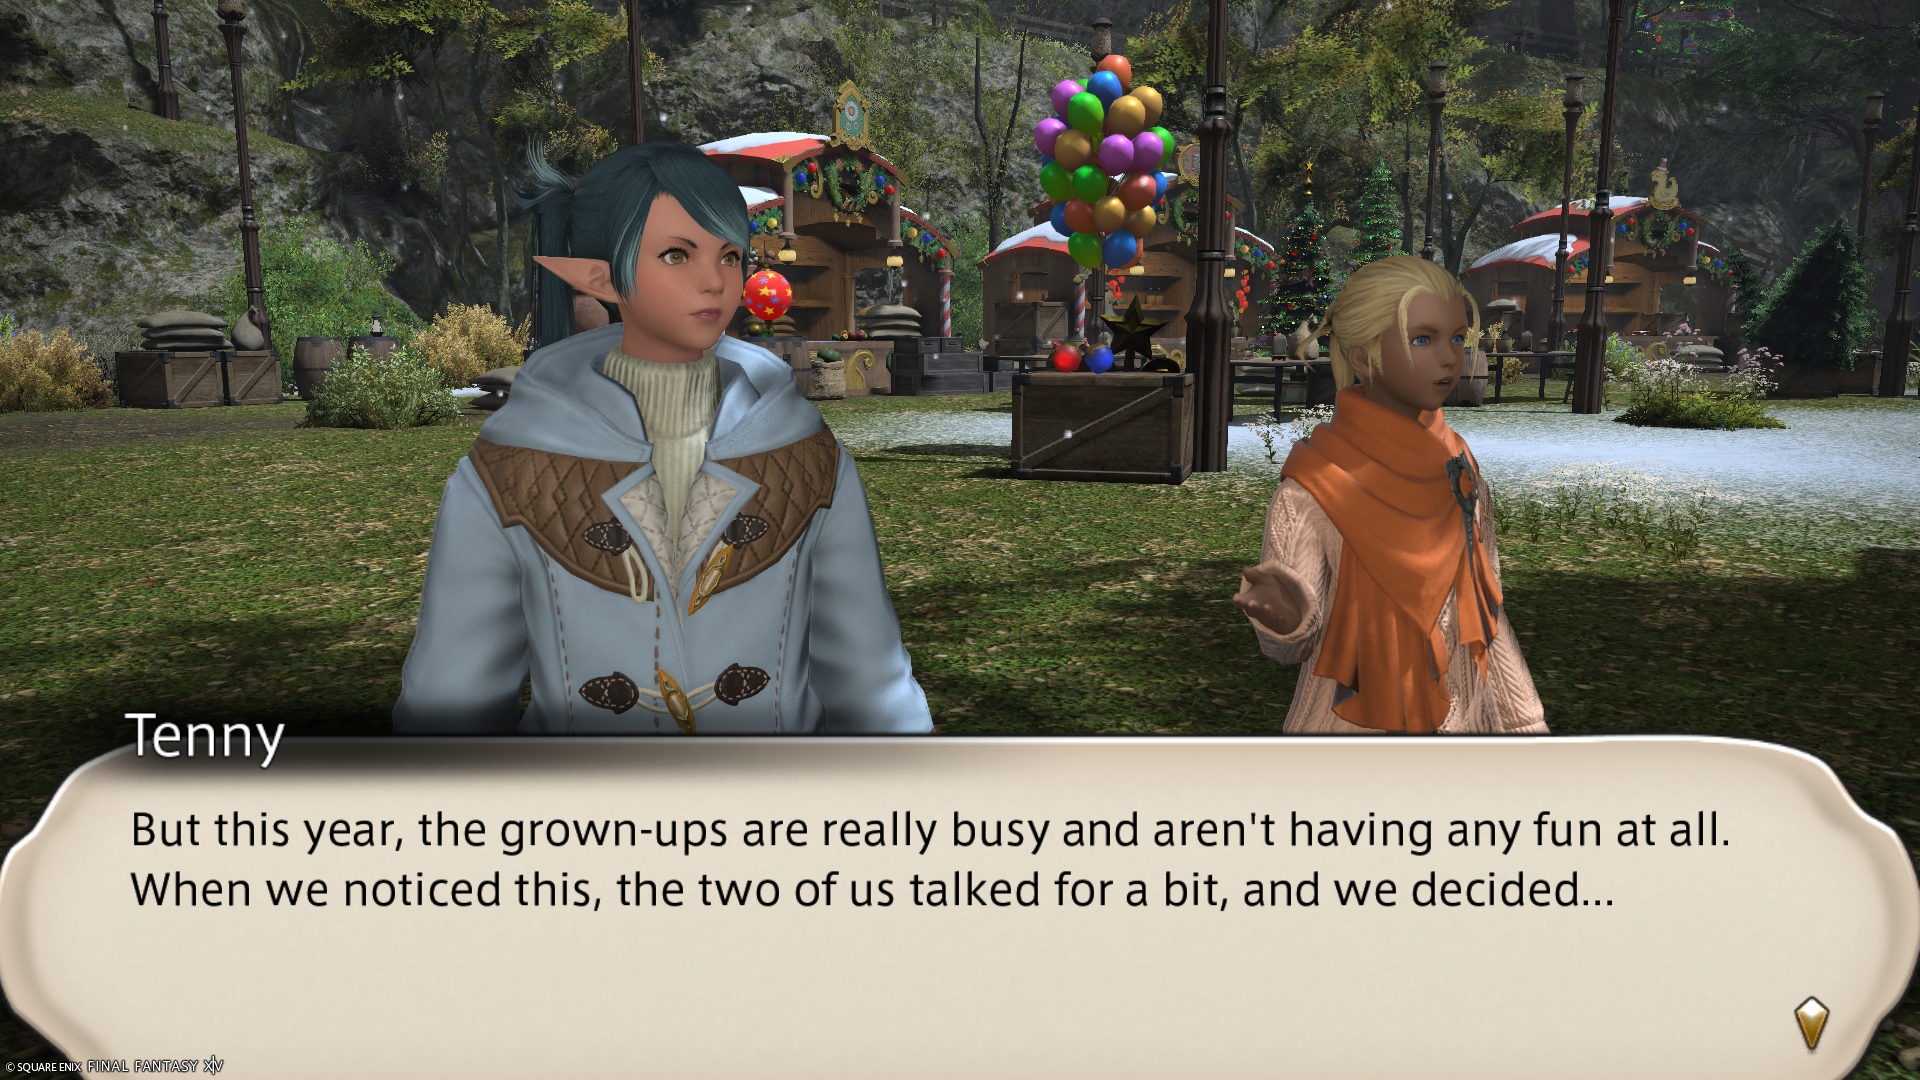 Tenny
But this year, the grown-ups are really busy and aren't having any fun at all.
When we noticed this, the two of us talked for a bit, and we decided...
© SQUARE ENIX FINAL FANTASY XIV